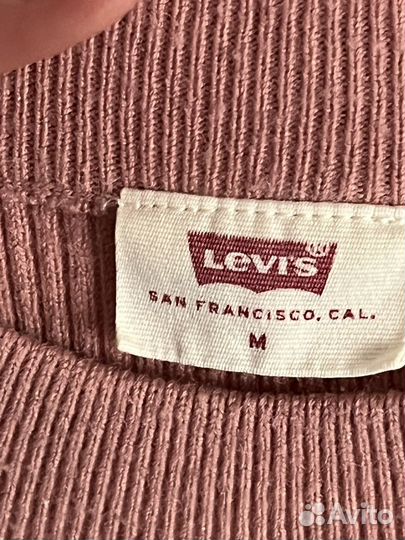 LEVI'S
SAN FRANCISCO, CAL.
M
Avito